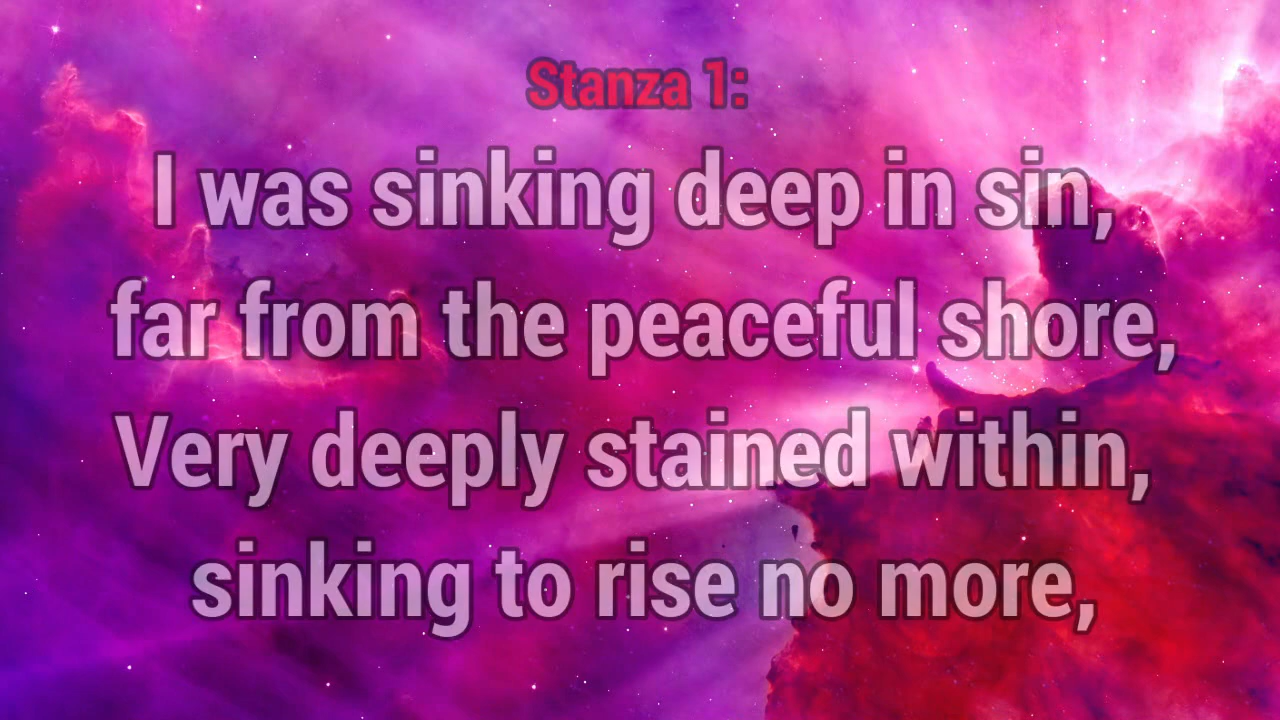 Stanza 1:
I was sinking deep in sin,
far from the peaceful shore,
Very deeply stained within,
sinking to rise no more,